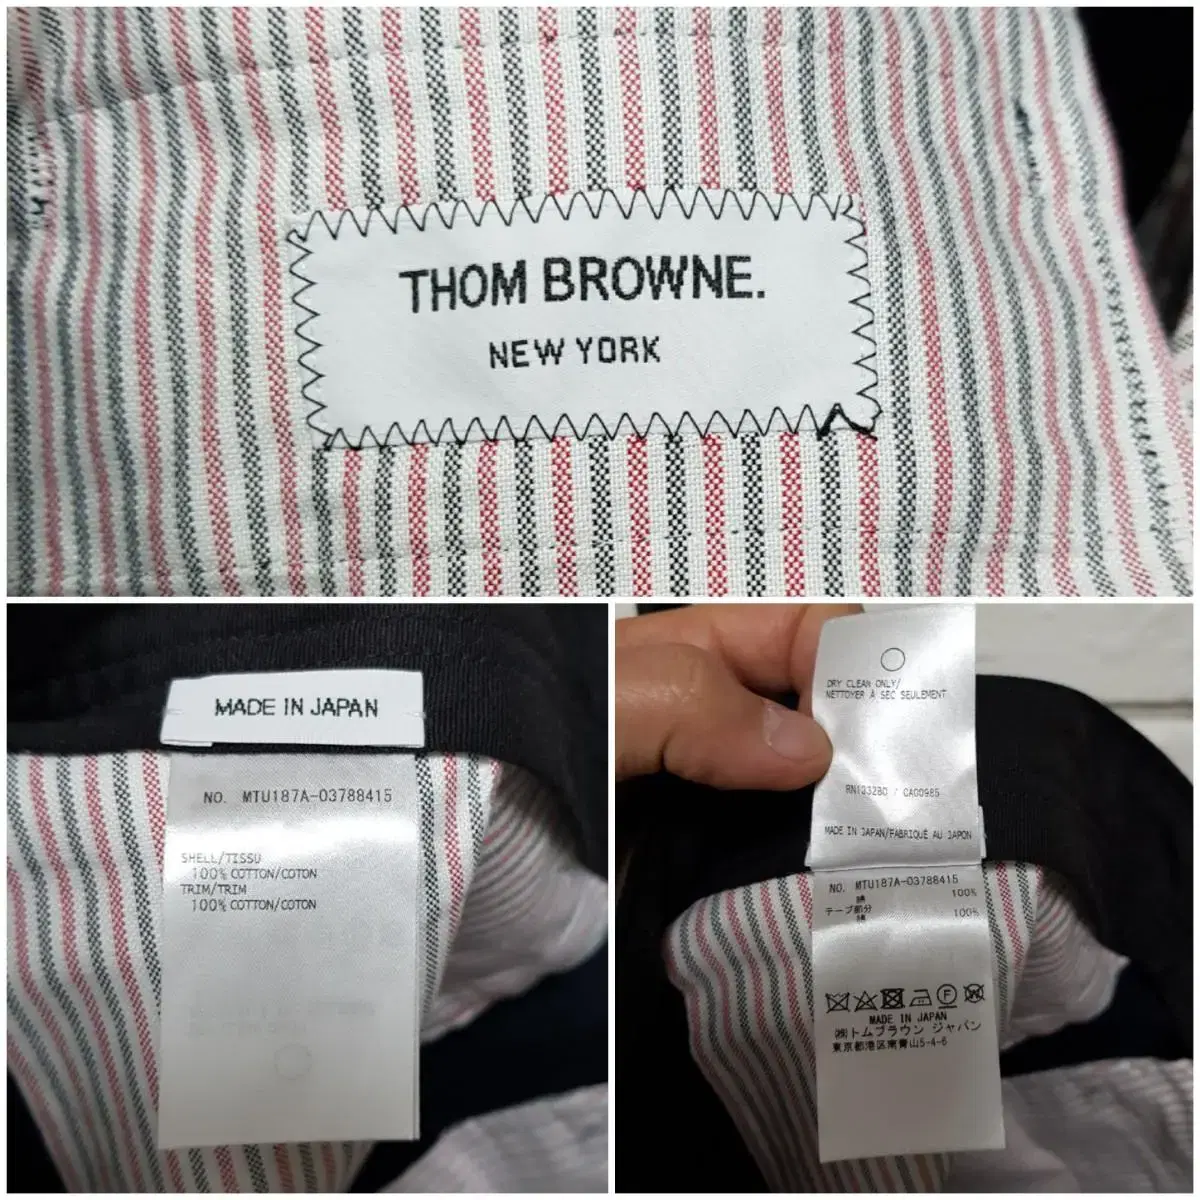 THOM BROWNE.
NEW YORK
MADE IN JAPAN
NO. MTU187A-03788415
SHELL/TISSU
100% COTTON/COTON
TRIM/TRIM
100% COTTON/COTON
DRY CLEAN ONLY/
NETTOYER À SEC SEULEMENT
RN133280 / CA00985
MADE IN JAPAN/FABRIQUÉ AU JAPON
NO. MTU187A-03788415
綿 100%
テープ部分
綿 100%
F
W
MADE IN JAPAN
㈱トムブラウン ジャパン
東京都港区南青山5-4-6